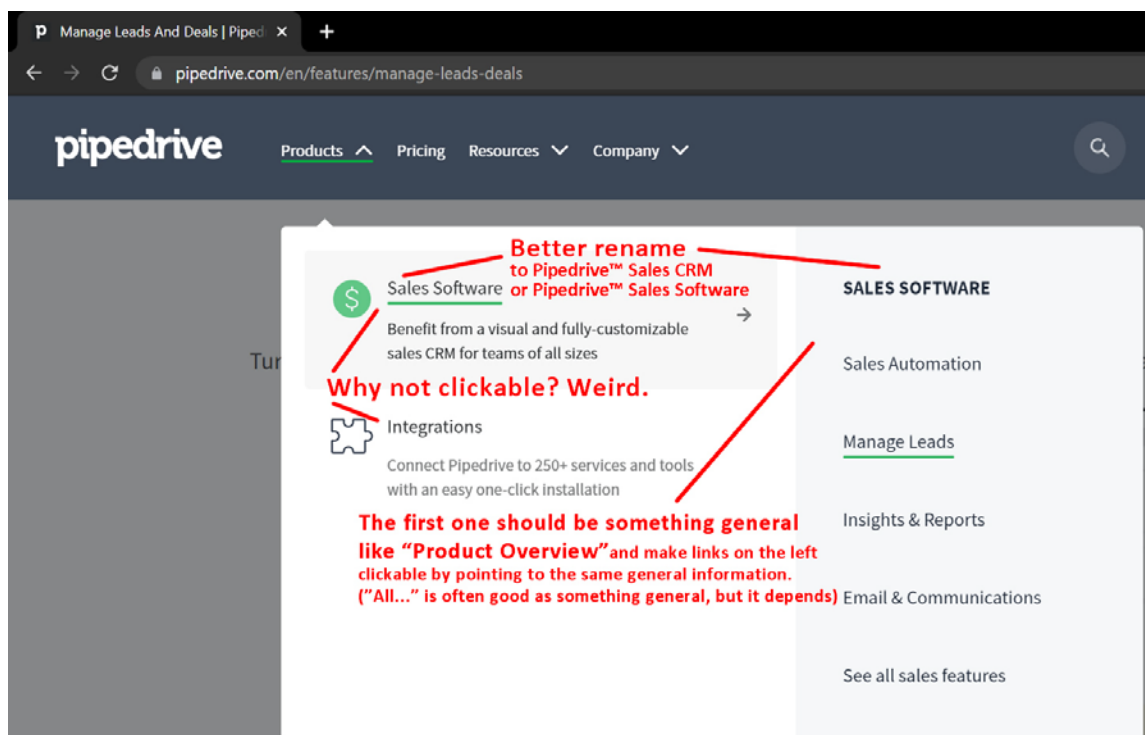 Manage Leads And Deals | Piped
pipedrive.com/en/features/manage-leads-deals
pipedrive
Products Pricing Resources Company
Better rename
to Pipedrive™ Sales CRM
or Pipedrive™ Sales Software
Sales Software
Benefit from a visual and fully-customizable
sales CRM for teams of all sizes
Tur
Why not clickable? Weird.
Integrations
Connect Pipedrive to 250+ services and tools
with an easy one-click installation
The first one should be something general
like “Product Overview” and make links on the left
clickable by pointing to the same general information.
(”All...” is often good as something general, but it depends)
SALES SOFTWARE
Sales Automation
Manage Leads
Insights & Reports
Email & Communications
See all sales features